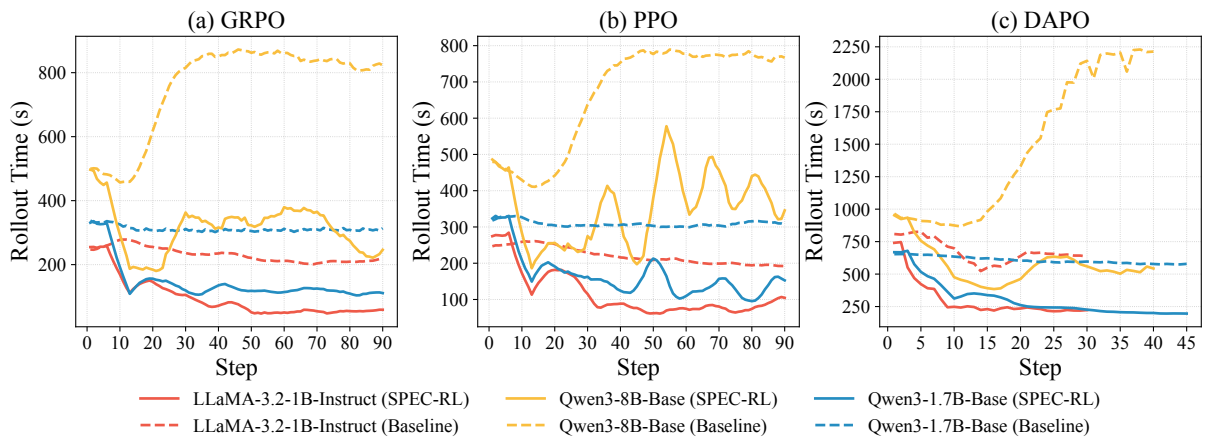 (a) GRPO
(b) PPO
(c) DAPO
Rollout Time (s)
800
600
400
200
0 10 20 30 40 50 60 70 80 90
Step
Rollout Time (s)
800
700
600
500
400
300
200
100
0 10 20 30 40 50 60 70 80 90
Step
Rollout Time (s)
2250
2000
1750
1500
1250
1000
750
500
250
0 5 10 15 20 25 30 35 40 45
Step
LLaMA-3.2-1B-Instruct (SPEC-RL) Qwen3-8B-Base (SPEC-RL) Qwen3-1.7B-Base (SPEC-RL)
LLaMA-3.2-1B-Instruct (Baseline) Qwen3-8B-Base (Baseline) Qwen3-1.7B-Base (Baseline)